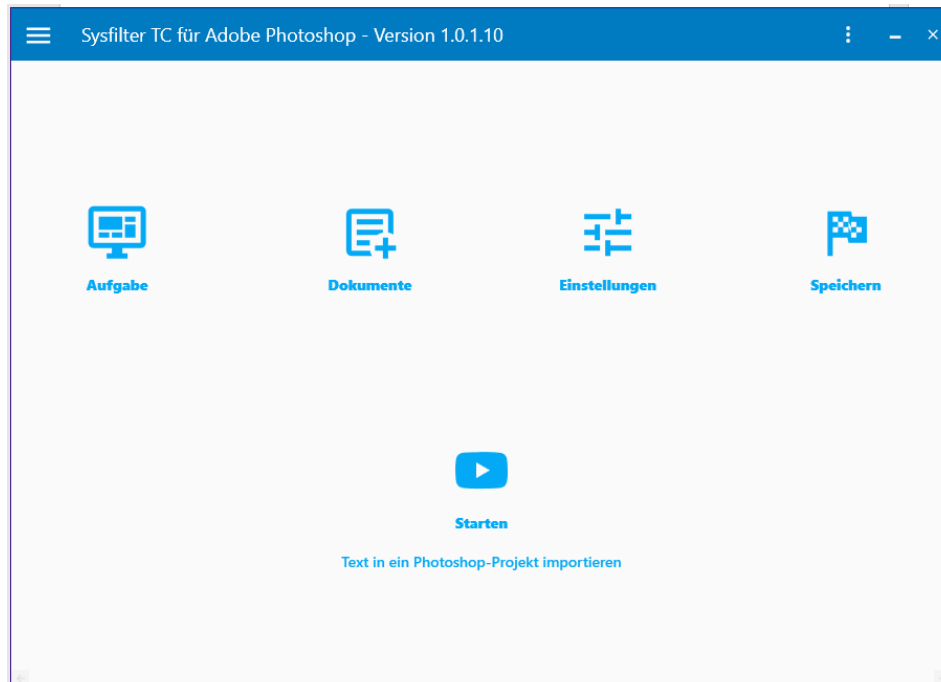 Sysfilter TC für Adobe Photoshop - Version 1.0.1.10
Aufgabe
Dokumente
Einstellungen
Speichern
Starten
Text in ein Photoshop-Projekt importieren